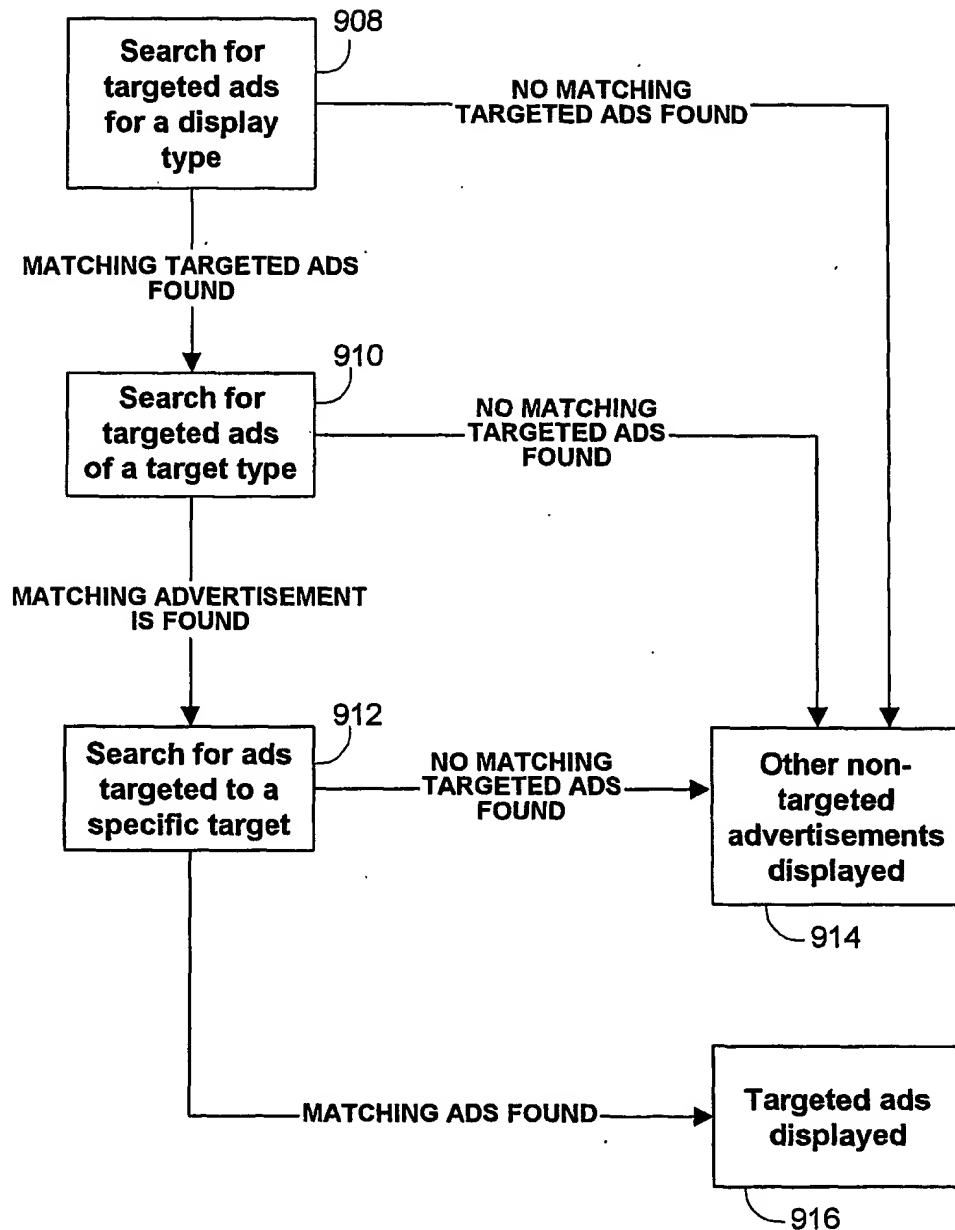 908
Search for
targeted ads
for a display
type
NO MATCHING
TARGETED ADS FOUND
MATCHING TARGETED ADS
FOUND
910
Search for
targeted ads
of a target type
NO MATCHING
TARGETED ADS
FOUND
MATCHING ADVERTISEMENT
IS FOUND
912
Search for ads
targeted to a
specific target
NO MATCHING
TARGETED ADS
FOUND
Other non-
targeted
advertisements
displayed
914
MATCHING ADS FOUND
Targeted ads
displayed
916